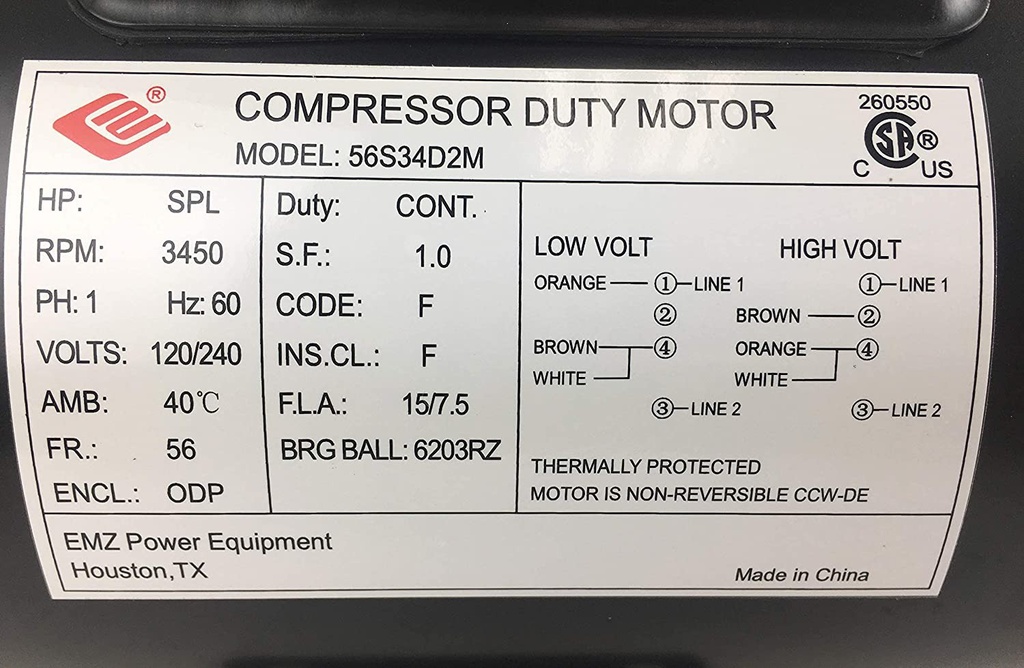 ®
COMPRESSOR DUTY MOTOR
MODEL: 56S34D2M
260550
CSA®
C US
HP: SPL
RPM: 3450
PH: 1 Hz: 60
VOLTS: 120/240
AMB: 40℃
FR.: 56
ENCL.: ODP
Duty: CONT.
S.F.: 1.0
CODE: F
INS.CL.: F
F.L.A.: 15/7.5
BRG BALL: 6203RZ
LOW VOLT
ORANGE ① LINE 1
②
BROWN ④
WHITE
③ LINE 2
HIGH VOLT
① LINE 1
BROWN ②
ORANGE ④
WHITE
③ LINE 2
THERMALLY PROTECTED
MOTOR IS NON-REVERSIBLE CCW-DE
EMZ Power Equipment
Houston,TX
Made in China